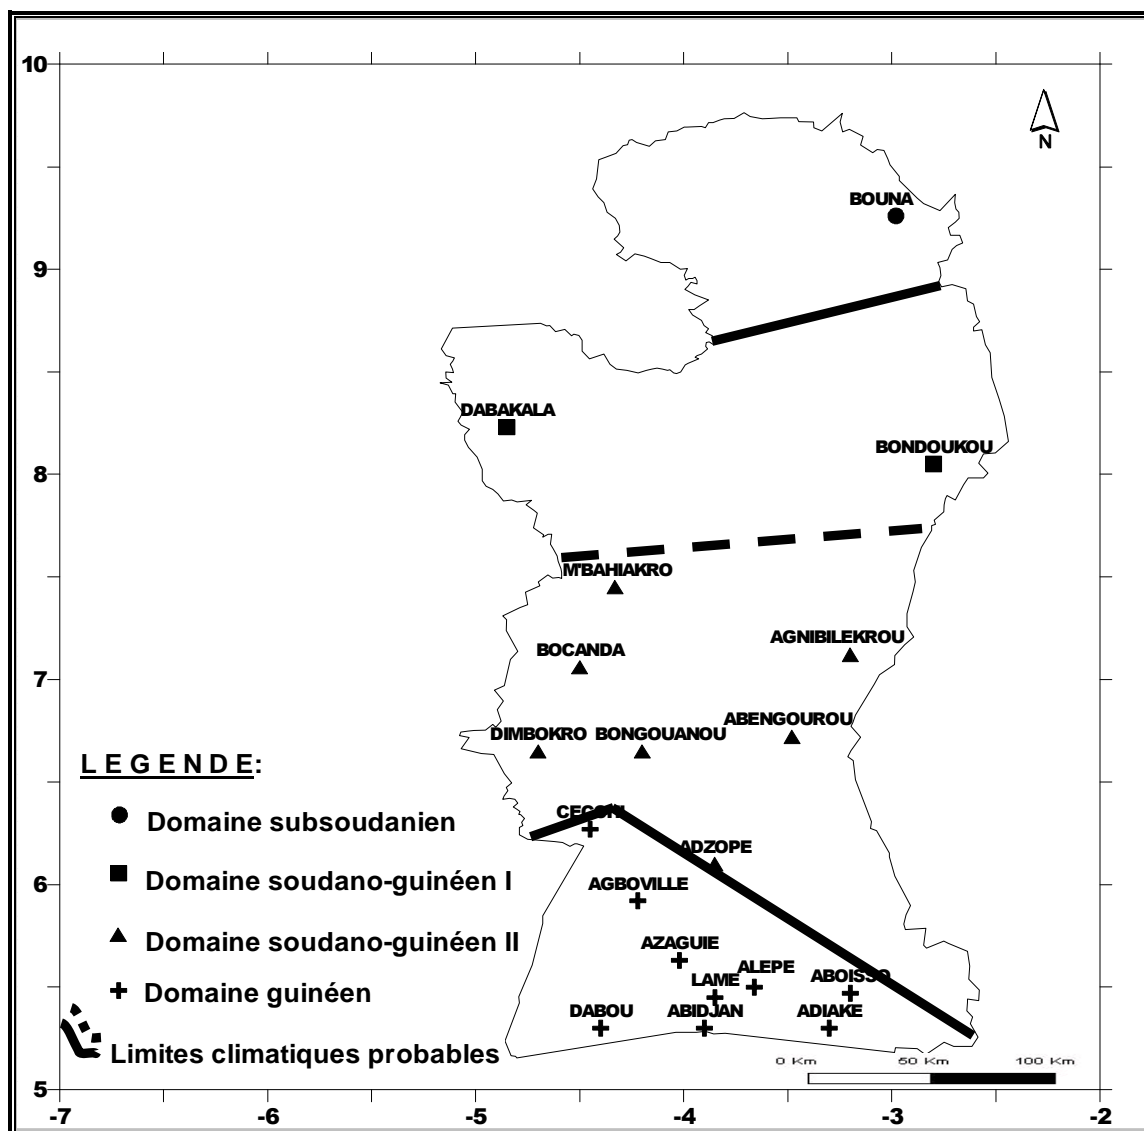 10
N
BOUNA
9
DABAKALA
BONDOUKOU
8
M'BAHIAKRO
AGNIBILEKROU
BOCANDA
7
ABENGOUROU
DIMBOKRO BONGOUANOU
L E G E N D E:
Domaine subsoudanien
ADZOPE
6
Domaine soudano-guinéen I
AGBOVILLE
Domaine soudano-guinéen II
AZAGUIE
ALEPE
LAME
ABOISSO
Domaine guinéen
DABOU
ABIDJAN
ADIAKE
Limites climatiques probables
0 Km 50 Km 100 Km
5
-7 -6 -5 -4 -3 -2